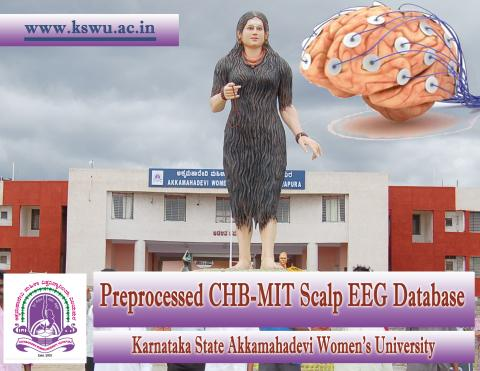 www.kswu.ac.in
AKKAMAHADEVI WOMEN
Preprocessed CHB-MIT Scalp EEG Database
Karnataka State Akkamahadevi Women's University